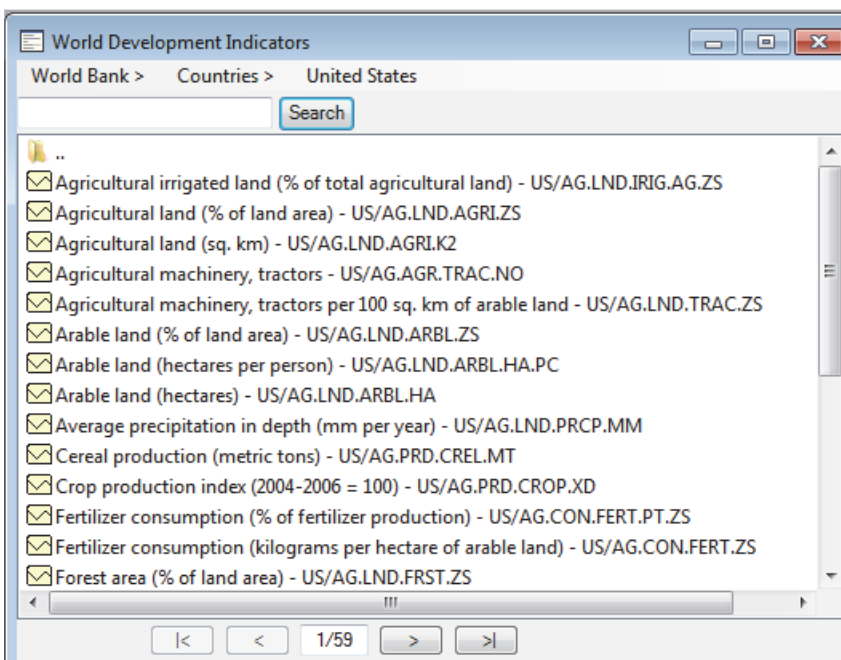 World Development Indicators
World Bank > Countries > United States
Search
..
Agricultural irrigated land (% of total agricultural land) - US/AG.LND.IRIG.AG.ZS
Agricultural land (% of land area) - US/AG.LND.AGRI.ZS
Agricultural land (sq. km) - US/AG.LND.AGRI.K2
Agricultural machinery, tractors - US/AG.AGR.TRAC.NO
Agricultural machinery, tractors per 100 sq. km of arable land - US/AG.LND.TRAC.ZS
Arable land (% of land area) - US/AG.LND.ARBL.ZS
Arable land (hectares per person) - US/AG.LND.ARBL.HA.PC
Arable land (hectares) - US/AG.LND.ARBL.HA
Average precipitation in depth (mm per year) - US/AG.LND.PRCP.MM
Cereal production (metric tons) - US/AG.PRD.CREL.MT
Crop production index (2004-2006 = 100) - US/AG.PRD.CROP.XD
Fertilizer consumption (% of fertilizer production) - US/AG.CON.FERT.PT.ZS
Fertilizer consumption (kilograms per hectare of arable land) - US/AG.CON.FERT.ZS
Forest area (% of land area) - US/AG.LND.FRST.ZS
|< < 1/59 > >|